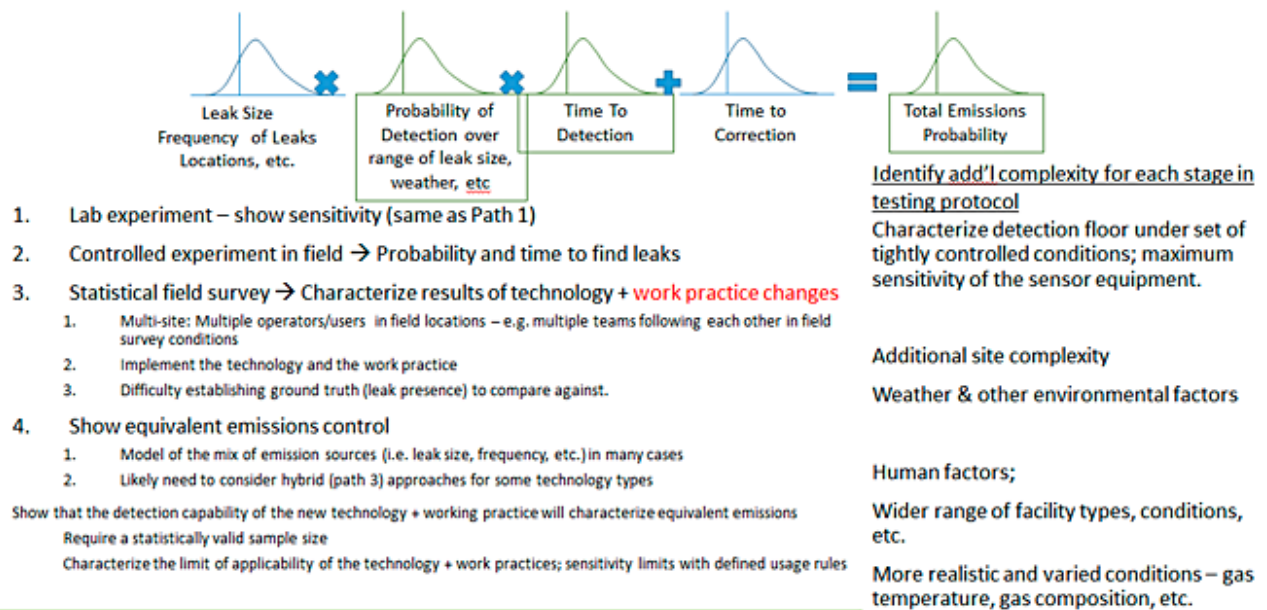 Leak Size
Frequency of Leaks
Locations, etc.
Probability of
Detection over
range of leak size,
weather, etc
Time To
Detection
Time to
Correction
Total Emissions
Probability
1. Lab experiment – show sensitivity (same as Path 1)
2. Controlled experiment in field → Probability and time to find leaks
3. Statistical field survey → Characterize results of technology + work practice changes
1. Multi-site: Multiple operators/users in field locations – e.g. multiple teams following each other in field
survey conditions
2. Implement the technology and the work practice
3. Difficulty establishing ground truth (leak presence) to compare against.
4. Show equivalent emissions control
1. Model of the mix of emission sources (i.e. leak size, frequency, etc.) in many cases
2. Likely need to consider hybrid (path 3) approaches for some technology types
Show that the detection capability of the new technology + working practice will characterize equivalent emissions
Require a statistically valid sample size
Characterize the limit of applicability of the technology + work practices; sensitivity limits with defined usage rules
Identify add'l complexity for each stage in
testing protocol
Characterize detection floor under set of
tightly controlled conditions; maximum
sensitivity of the sensor equipment.
Additional site complexity
Weather & other environmental factors
Human factors;
Wider range of facility types, conditions,
etc.
More realistic and varied conditions – gas
temperature, gas composition, etc.